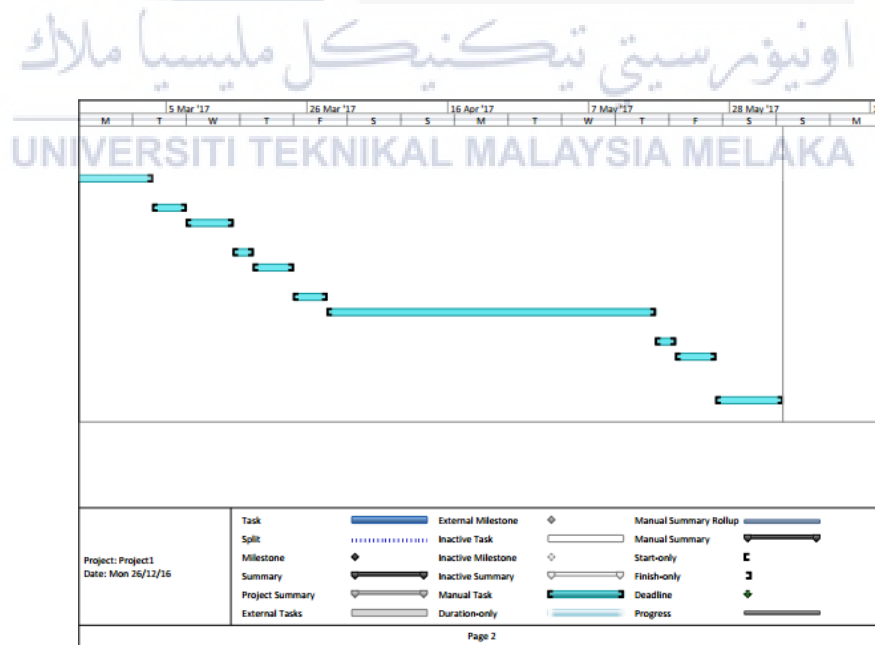 اونيۏرسيتي تيكنيكل مليسيا ملاك
5 Mar '17 26 Mar '17 16 Apr '17 7 May '17 28 May '17
M T W T F S S M T W T F S S M
UNIVERSITI TEKNIKAL MALAYSIA MELAKA
Task External Milestone Manual Summary Rollup
Split Inactive Task Manual Summary
Project: Project1 Milestone Inactive Milestone Start-only
Date: Mon 26/12/16 Summary Inactive Summary Finish-only
Project Summary Manual Task Deadline
External Tasks Duration-only Progress
Page 2